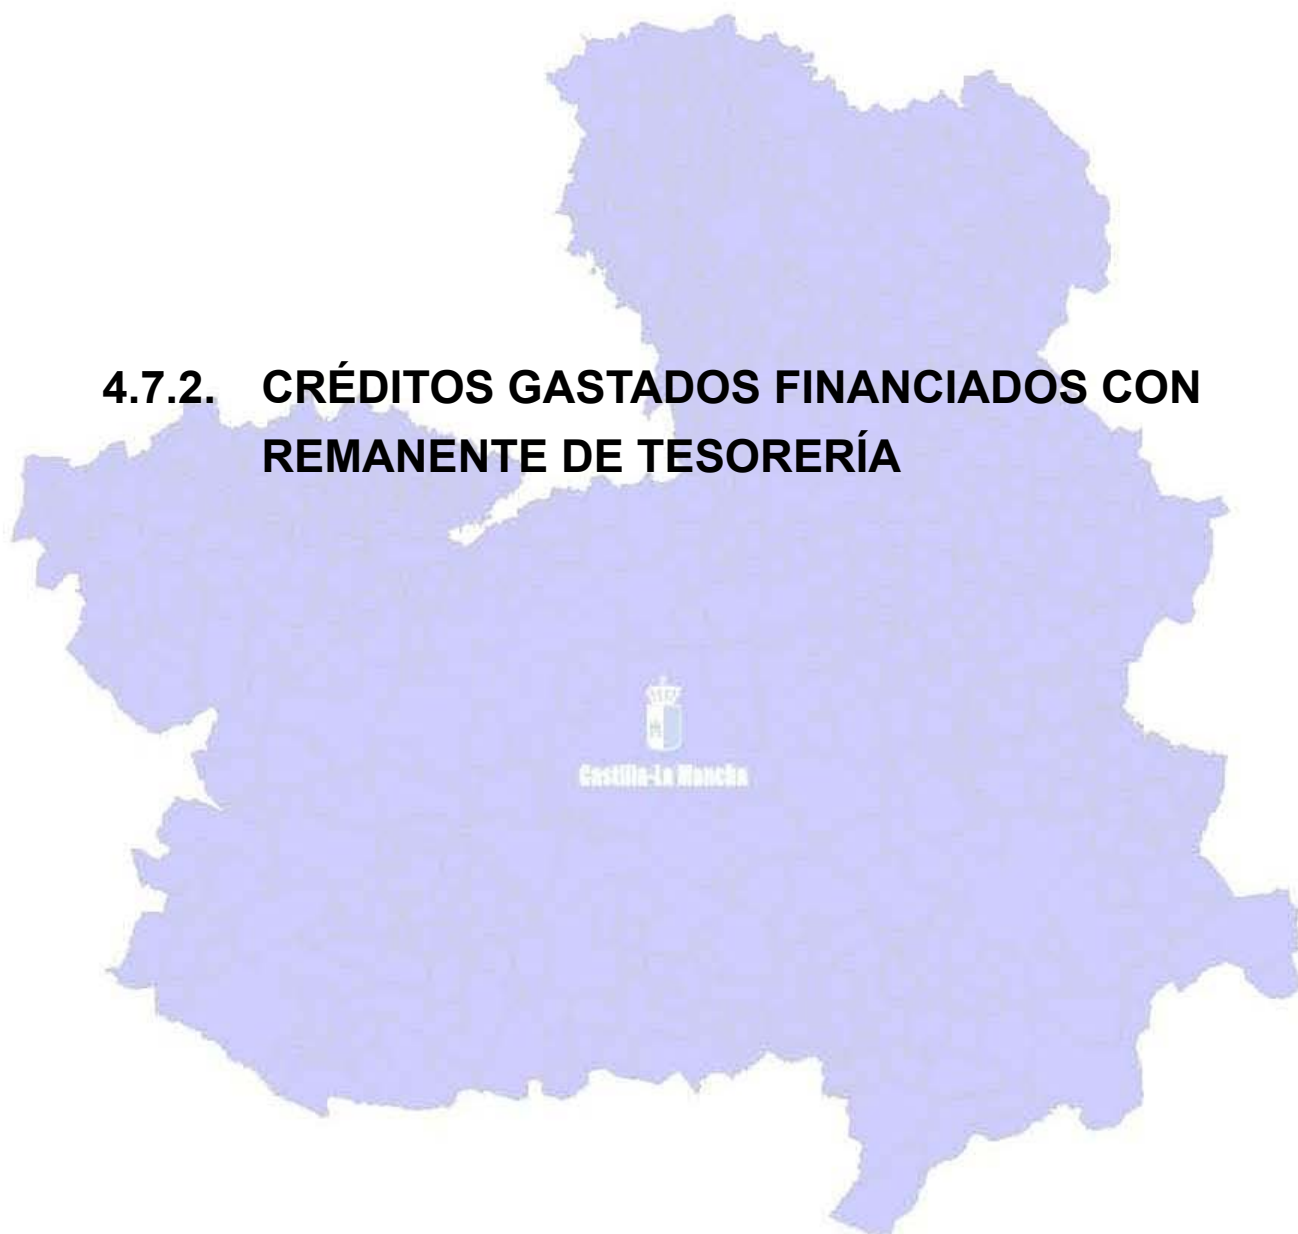 4.7.2. CRÉDITOS GASTADOS FINANCIADOS CON
REMANENTE DE TESORERÍA
Castilla-La Mancha